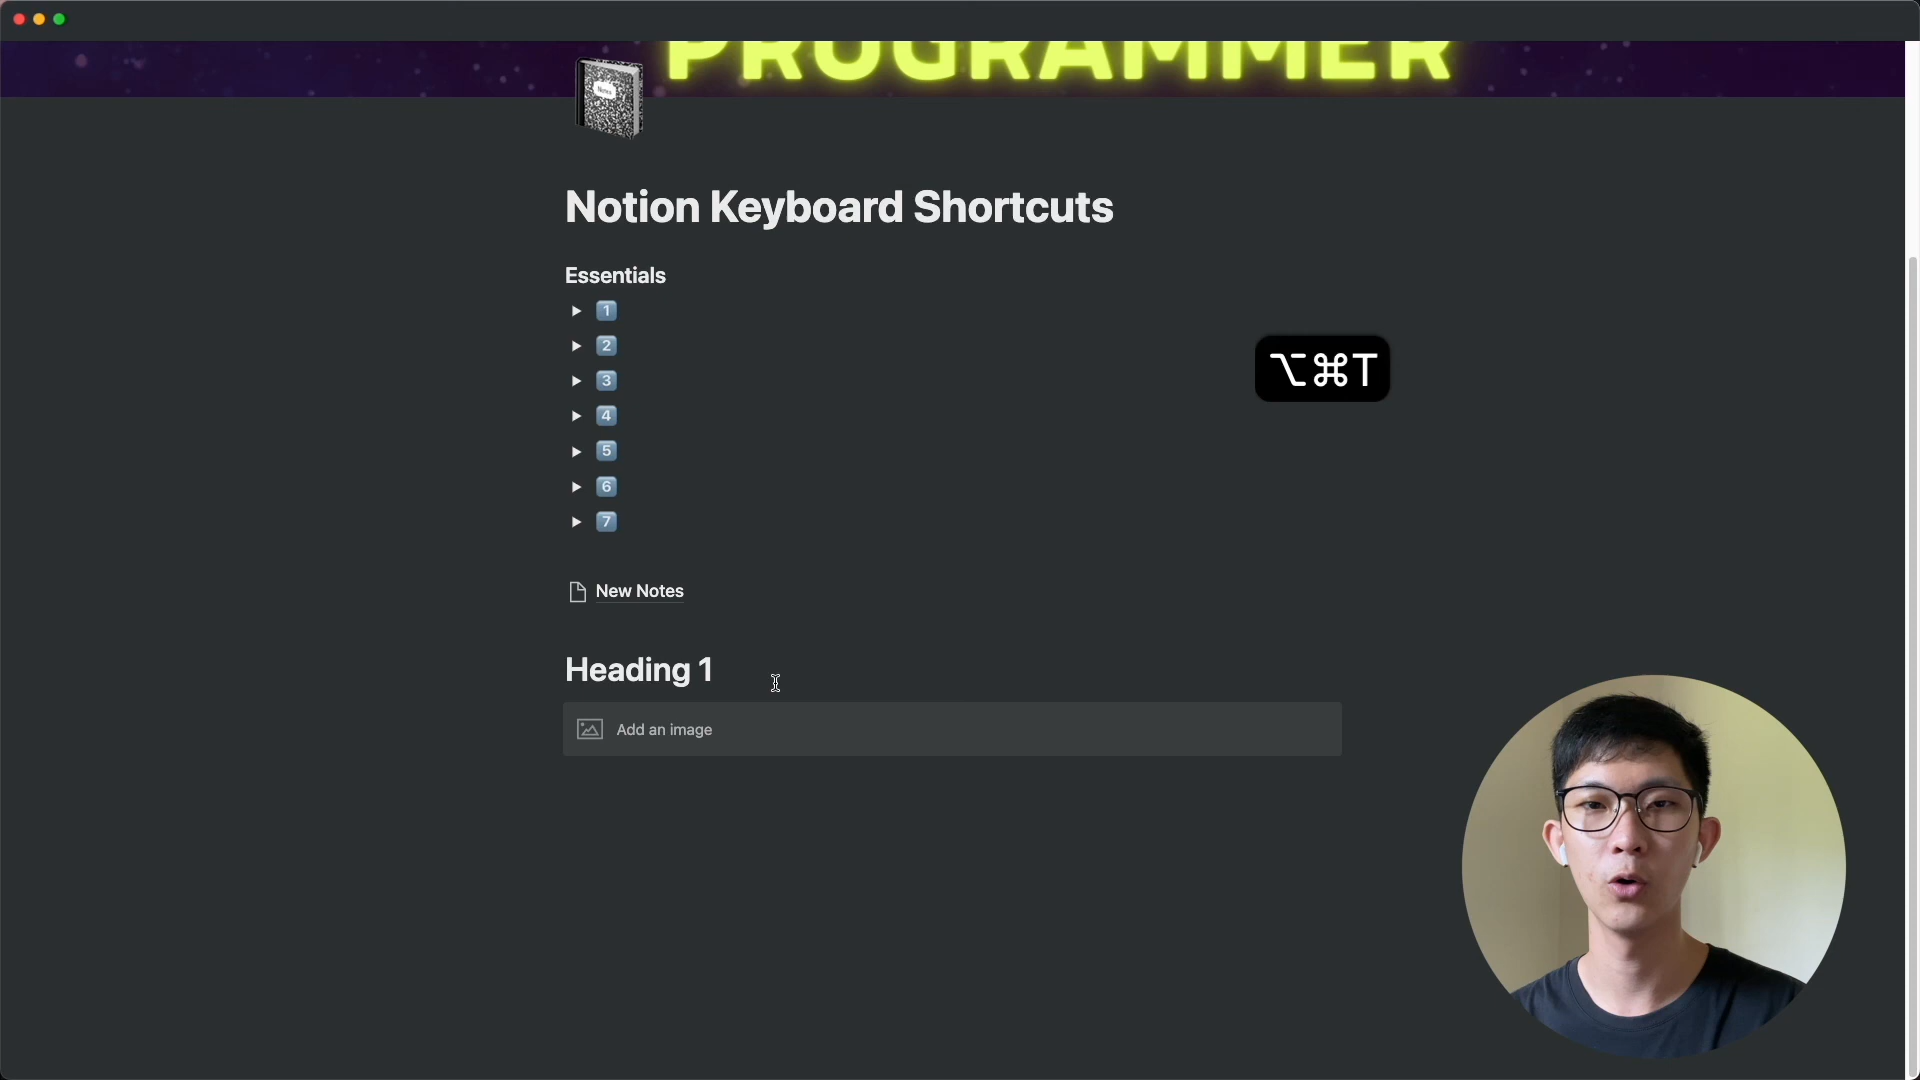 PROGRAMMER
Notes
Notion Keyboard Shortcuts
Essentials
1
2
3
⌥⌘T
4
5
6
7
New Notes
Heading 1
Add an image